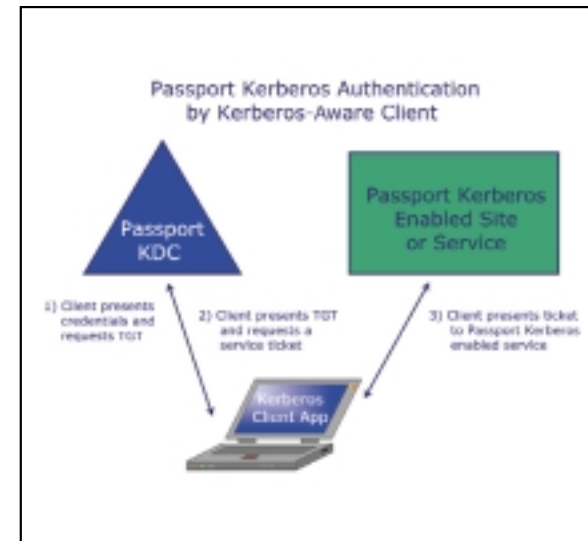 Passport Kerberos Authentication
by Kerberos-Aware Client
Passport
KDC
Passport Kerberos
Enabled Site
or Service
1) Client presents
credentials and
requests TGT
2) Client presents TGT
and requests a
service ticket
3) Client presents ticket
to Passport Kerberos
enabled service
Kerberos
Client App